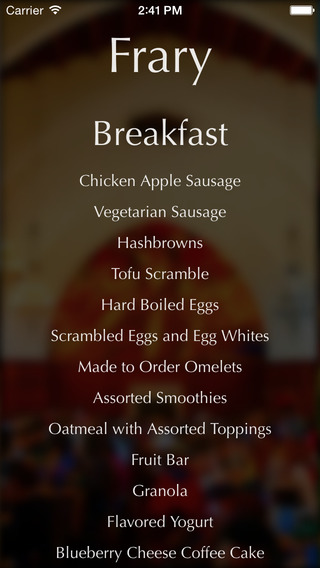 Carrier 2:41 PM
Frary
Breakfast
Chicken Apple Sausage
Vegetarian Sausage
Hashbrowns
Tofu Scramble
Hard Boiled Eggs
Scrambled Eggs and Egg Whites
Made to Order Omelets
Assorted Smoothies
Oatmeal with Assorted Toppings
Fruit Bar
Granola
Flavored Yogurt
Blueberry Cheese Coffee Cake